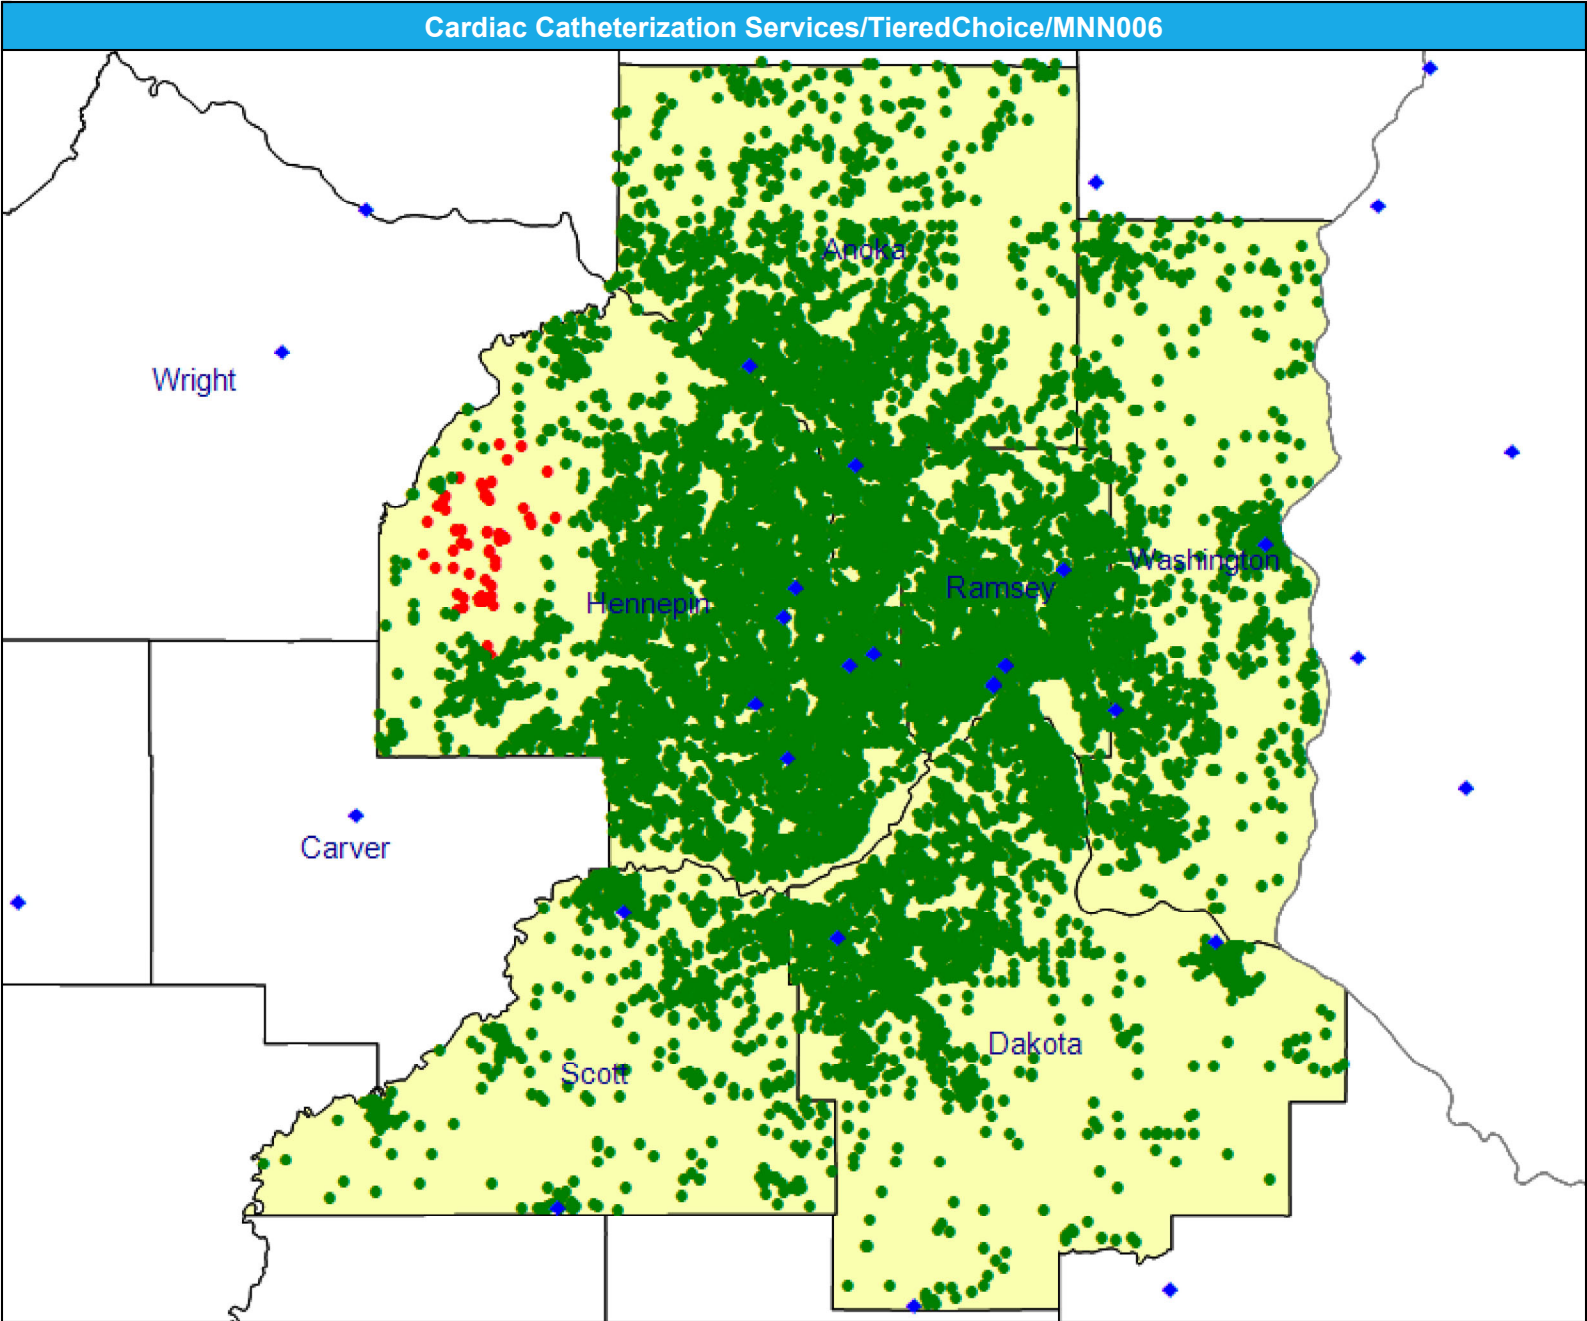 Cardiac Catheterization Services/TieredChoice/MNN006
Anoka
Wright
Washington
Ramsey
Hennepin
Carver
Dakota
Scott